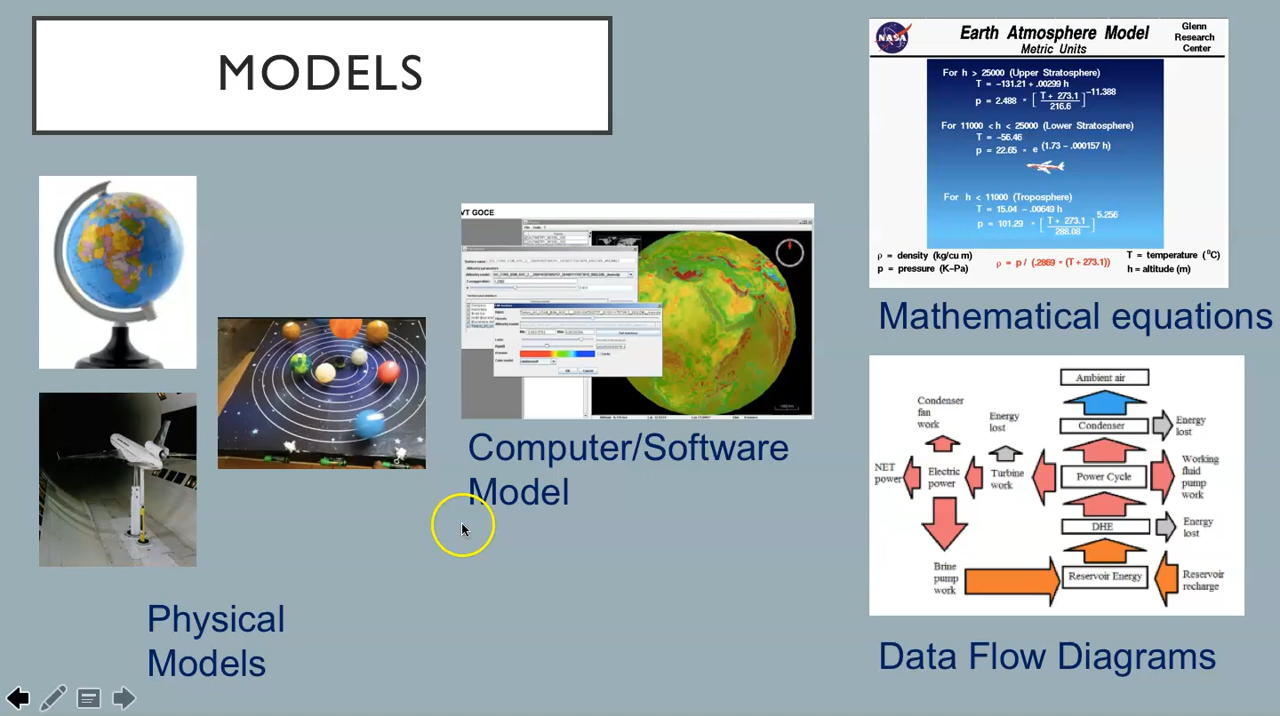 MODELS
Physical
Models
VT GOCE
Computer/Software
Model
NASA
Earth Atmosphere Model
Metric Units
Glenn
Research
Center
For h > 25000 (Upper Stratosphere)
T = -131.21 + .00299 h
p = 2.488 * [ T + 273.1 / 216.6 ] -11.388
For 11000 < h < 25000 (Lower Stratosphere)
T = -56.46
p = 22.65 * e (1.73 - .000157 h)
For h < 11000 (Troposphere)
T = 15.04 - .00649 h
p = 101.29 * [ T + 273.1 / 288.08 ] 5.256
ρ = density (kg/cu m)
p = pressure (K-Pa)
ρ = p / (.2869 * (T + 273.1))
T = temperature (⁰C)
h = altitude (m)
Mathematical equations
Ambient air
Condenser
fan
work
Energy
lost
Condenser
Energy
lost
NET
power
Electric
power
Turbine
work
Power Cycle
Working
fluid
pump
work
DHE
Energy
lost
Brine
pump
work
Reservoir Energy
Reservoir
recharge
Data Flow Diagrams